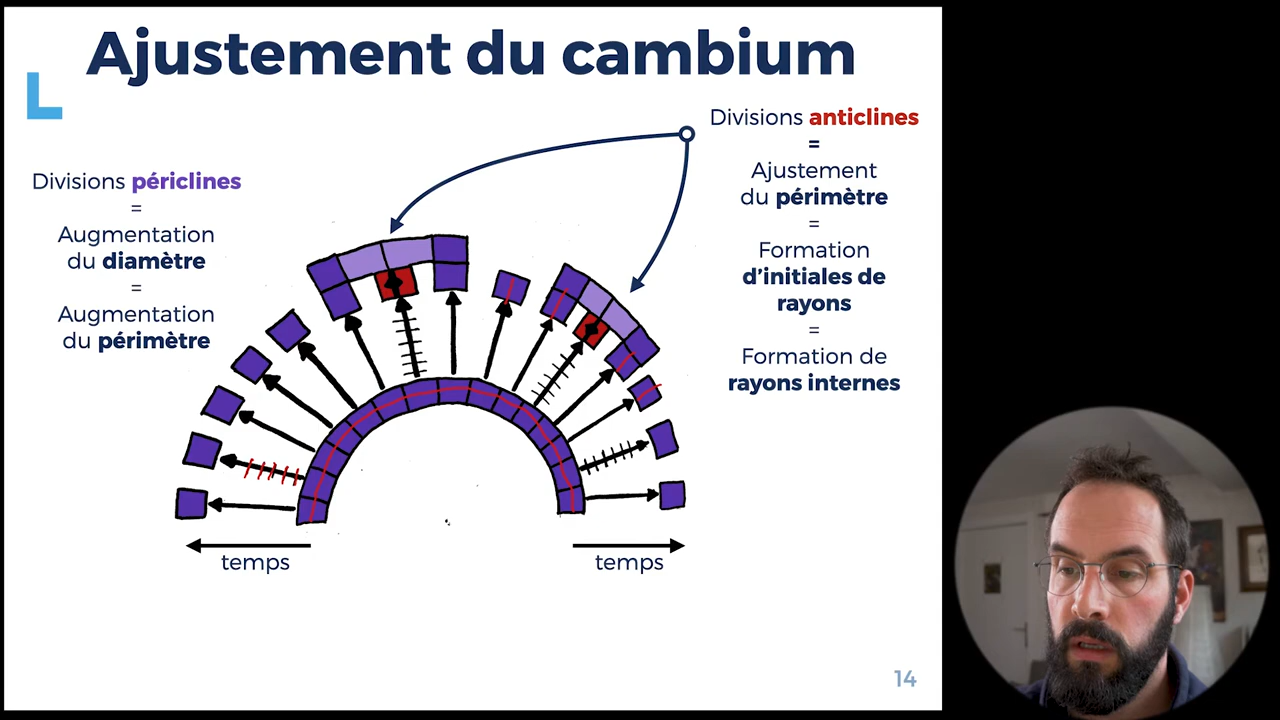 Ajustement du cambium
Divisions périclines
=
Augmentation
du diamètre
=
Augmentation
du périmètre
Divisions anticlines
=
Ajustement
du périmètre
=
Formation
d'initiales de
rayons
=
Formation de
rayons internes
temps
temps
14